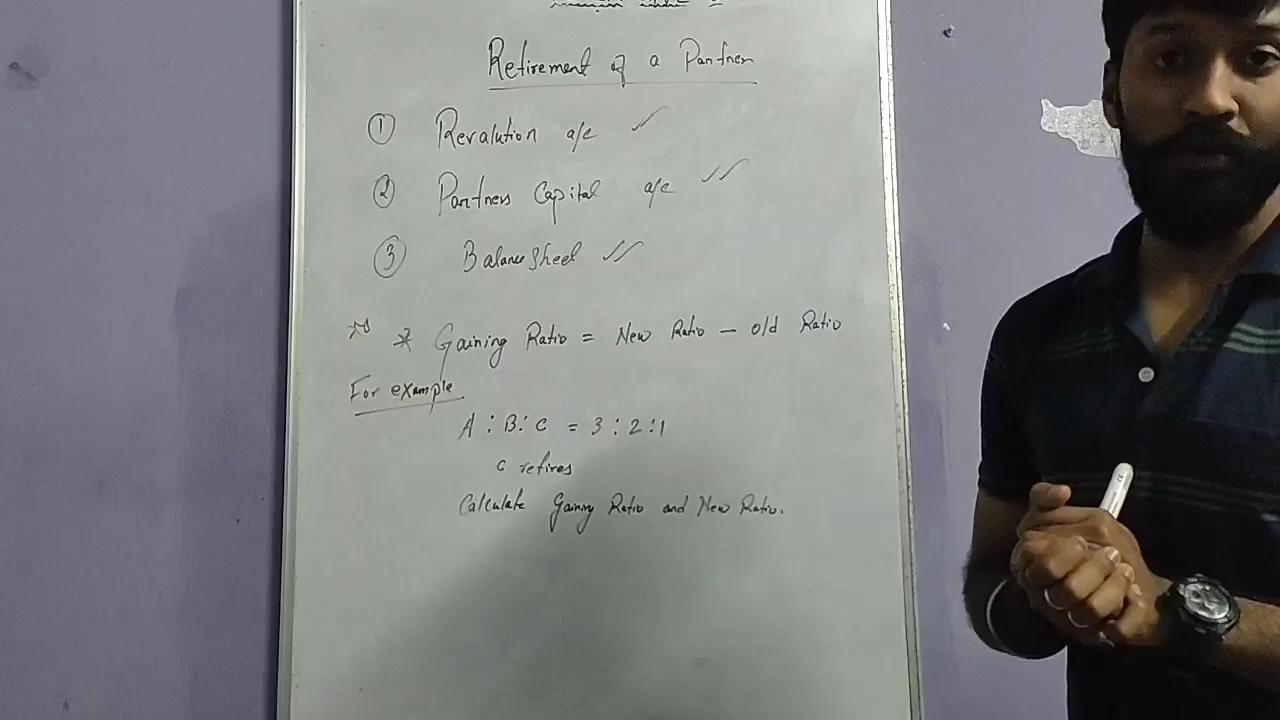 Retirement of a Partner
① Revalution a/c
② Partners Capital a/c
③ Balance Sheet
* Gaining Ratio = New Ratio - old Ratio
For example
A : B : C = 3 : 2 : 1
C retires
Calculate Gaining Ratio and New Ratio.